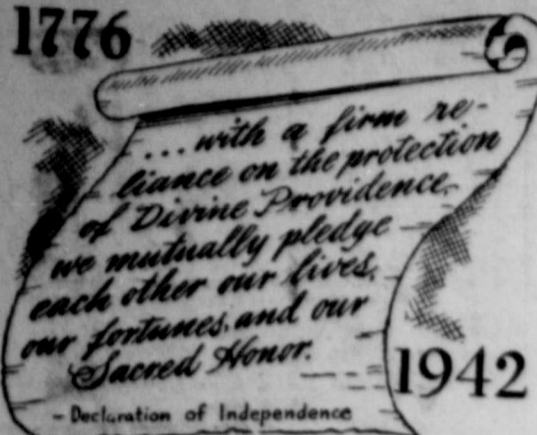 1776
...with a firm re-
liance on the protection
of Divine Providence,
we mutually pledge
each other our lives,
our fortunes, and our
Sacred Honor.
1942
- Declaration of Independence